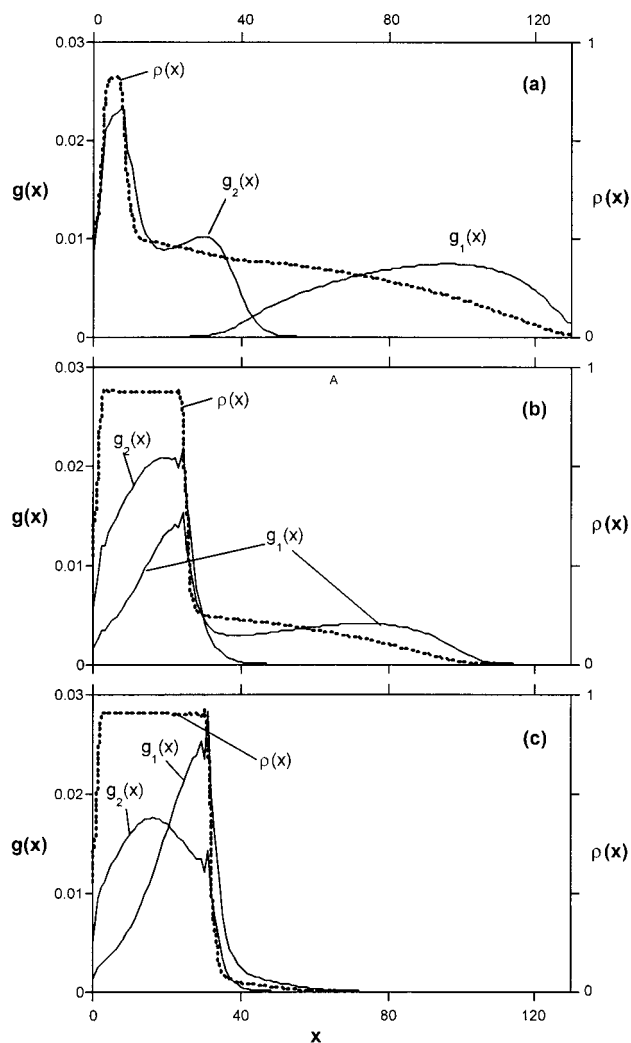 0 40 80 120
0.03 1
ρ(x) (a)
0.02
g₂(x)
g(x) ρ(x)
g₁(x)
0.01
0 0
0.03 A 1
ρ(x) (b)
g₂(x)
0.02
g(x) g₁(x) ρ(x)
0.01
0 0
0.03 1
g₁(x) ρ(x) (c)
g₂(x)
0.02
g(x) ρ(x)
0.01
0 0
0 40 80 120
x